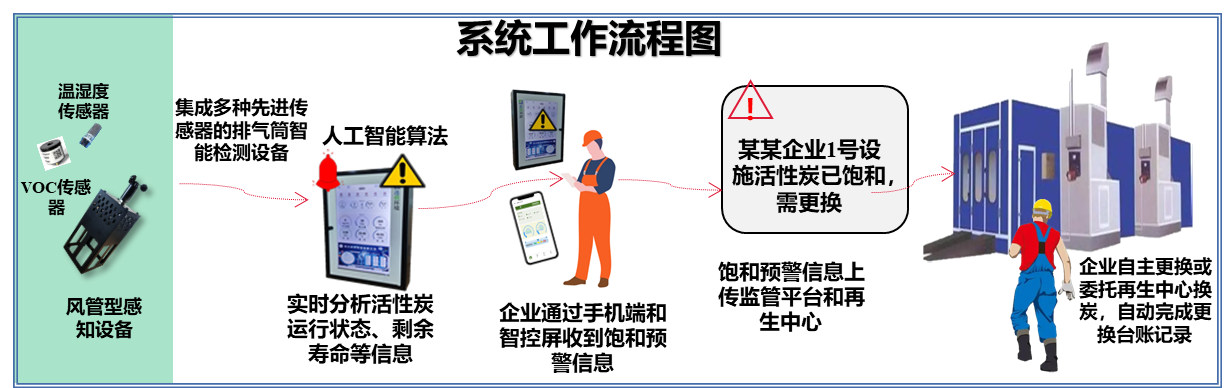 系统工作流程图
温湿度
传感器
VOC传感
器
风管型感
知设备
集成多种先进传
感器的排气筒智
能检测设备
人工智能算法
实时分析活性炭
运行状态、剩余
寿命等信息
企业通过手机端和
智控屏收到饱和预
警信息
某某企业1号设
施活性炭已饱和，
需更换
饱和预警信息上
传监管平台和再
生中心
企业自主更换或
委托再生中心换
炭，自动完成更
换台账记录